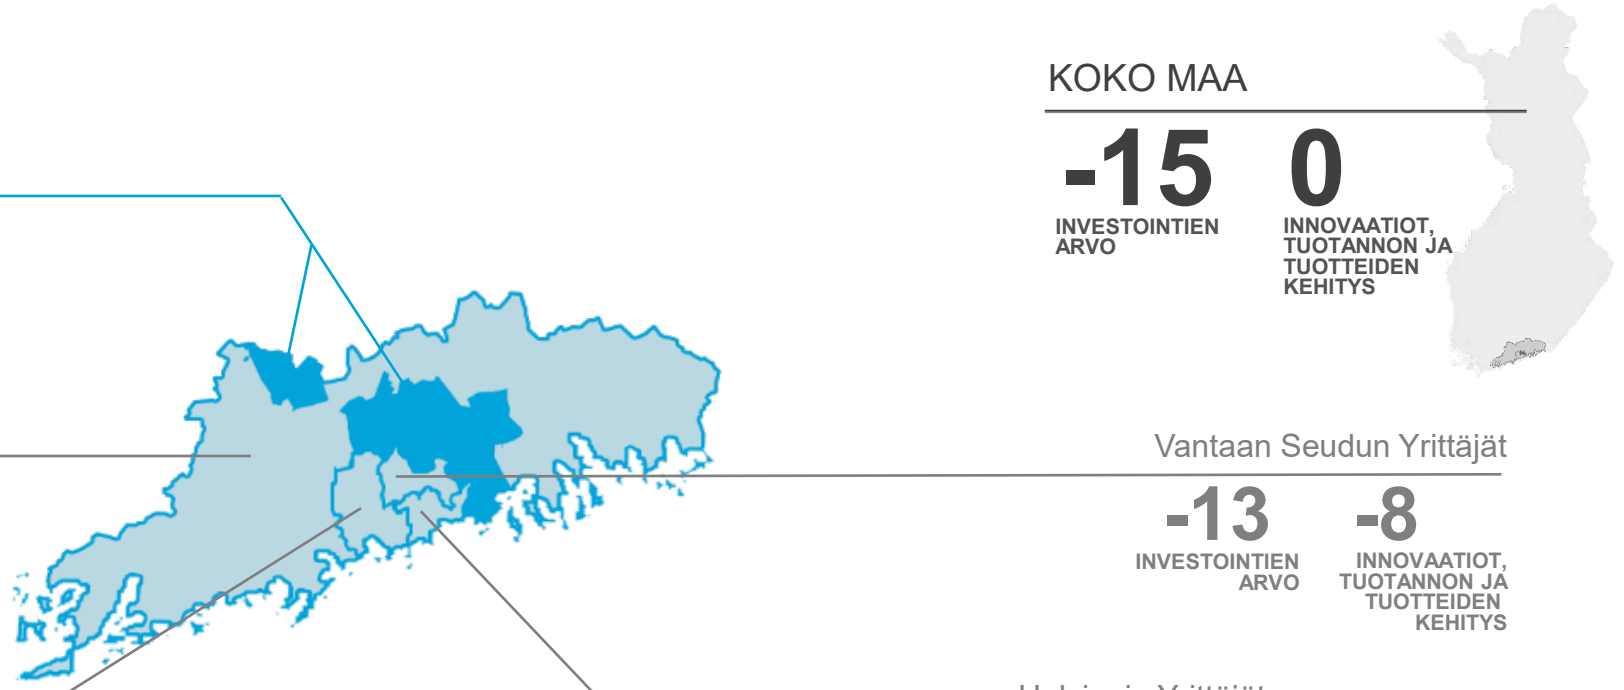 KOKO MAA
-15 0
INVESTOINTIEN
ARVO
INNOVAATIOT,
TUOTANNON JA
TUOTTEIDEN
KEHITYS
Vantaan Seudun Yrittäjät
-13 -8
INVESTOINTIEN
ARVO
INNOVAATIOT,
TUOTANNON JA
TUOTTEIDEN
KEHITYS